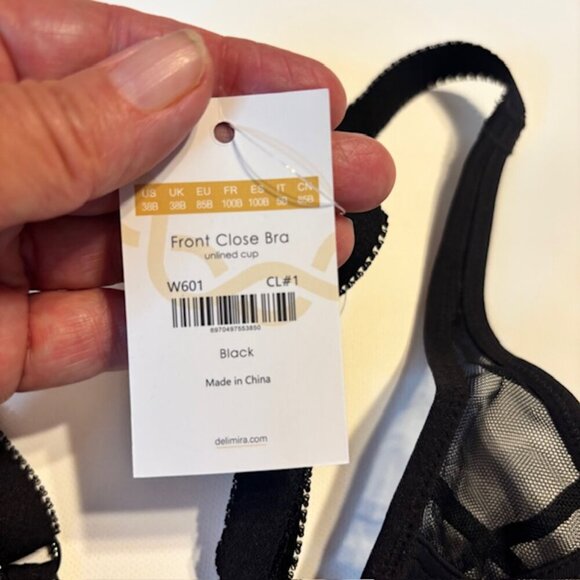 US UK EU FR ES IT CN
38B 38B 85B 100B 100B 5B 85B
Front Close Bra
unlined cup
W601 CL#1
6970497553850
Black
Made in China
delimira.com